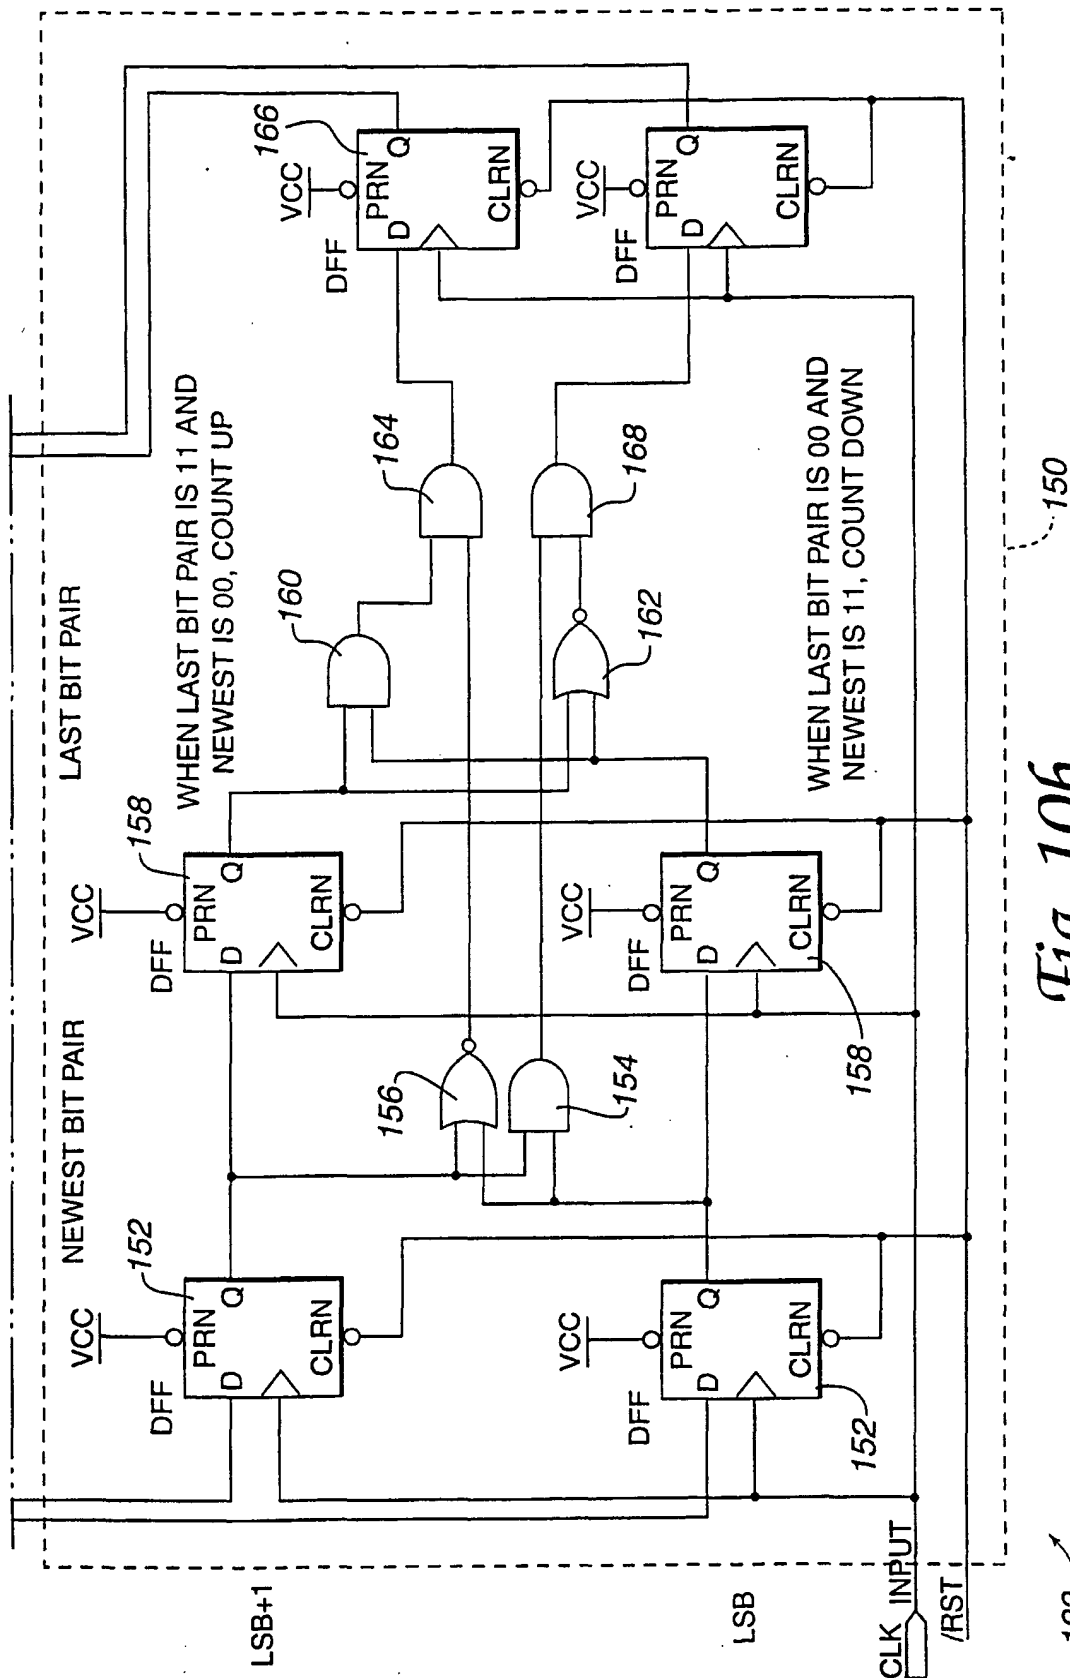 NEWEST BIT PAIR
LAST BIT PAIR
WHEN LAST BIT PAIR IS 11 AND
NEWEST IS 00, COUNT UP
LSB+1
VCC
152
DFF
PRN
D
Q
CLRN
VCC
158
DFF
PRN
D
Q
CLRN
VCC
166
DFF
PRN
D
Q
CLRN
156
154
160
162
164
168
LSB
VCC
DFF
PRN
D
Q
CLRN
152
VCC
DFF
PRN
D
Q
CLRN
158
VCC
DFF
PRN
D
Q
CLRN
WHEN LAST BIT PAIR IS 00 AND
NEWEST IS 11, COUNT DOWN
CLK INPUT
/RST
150
Fig. 10b